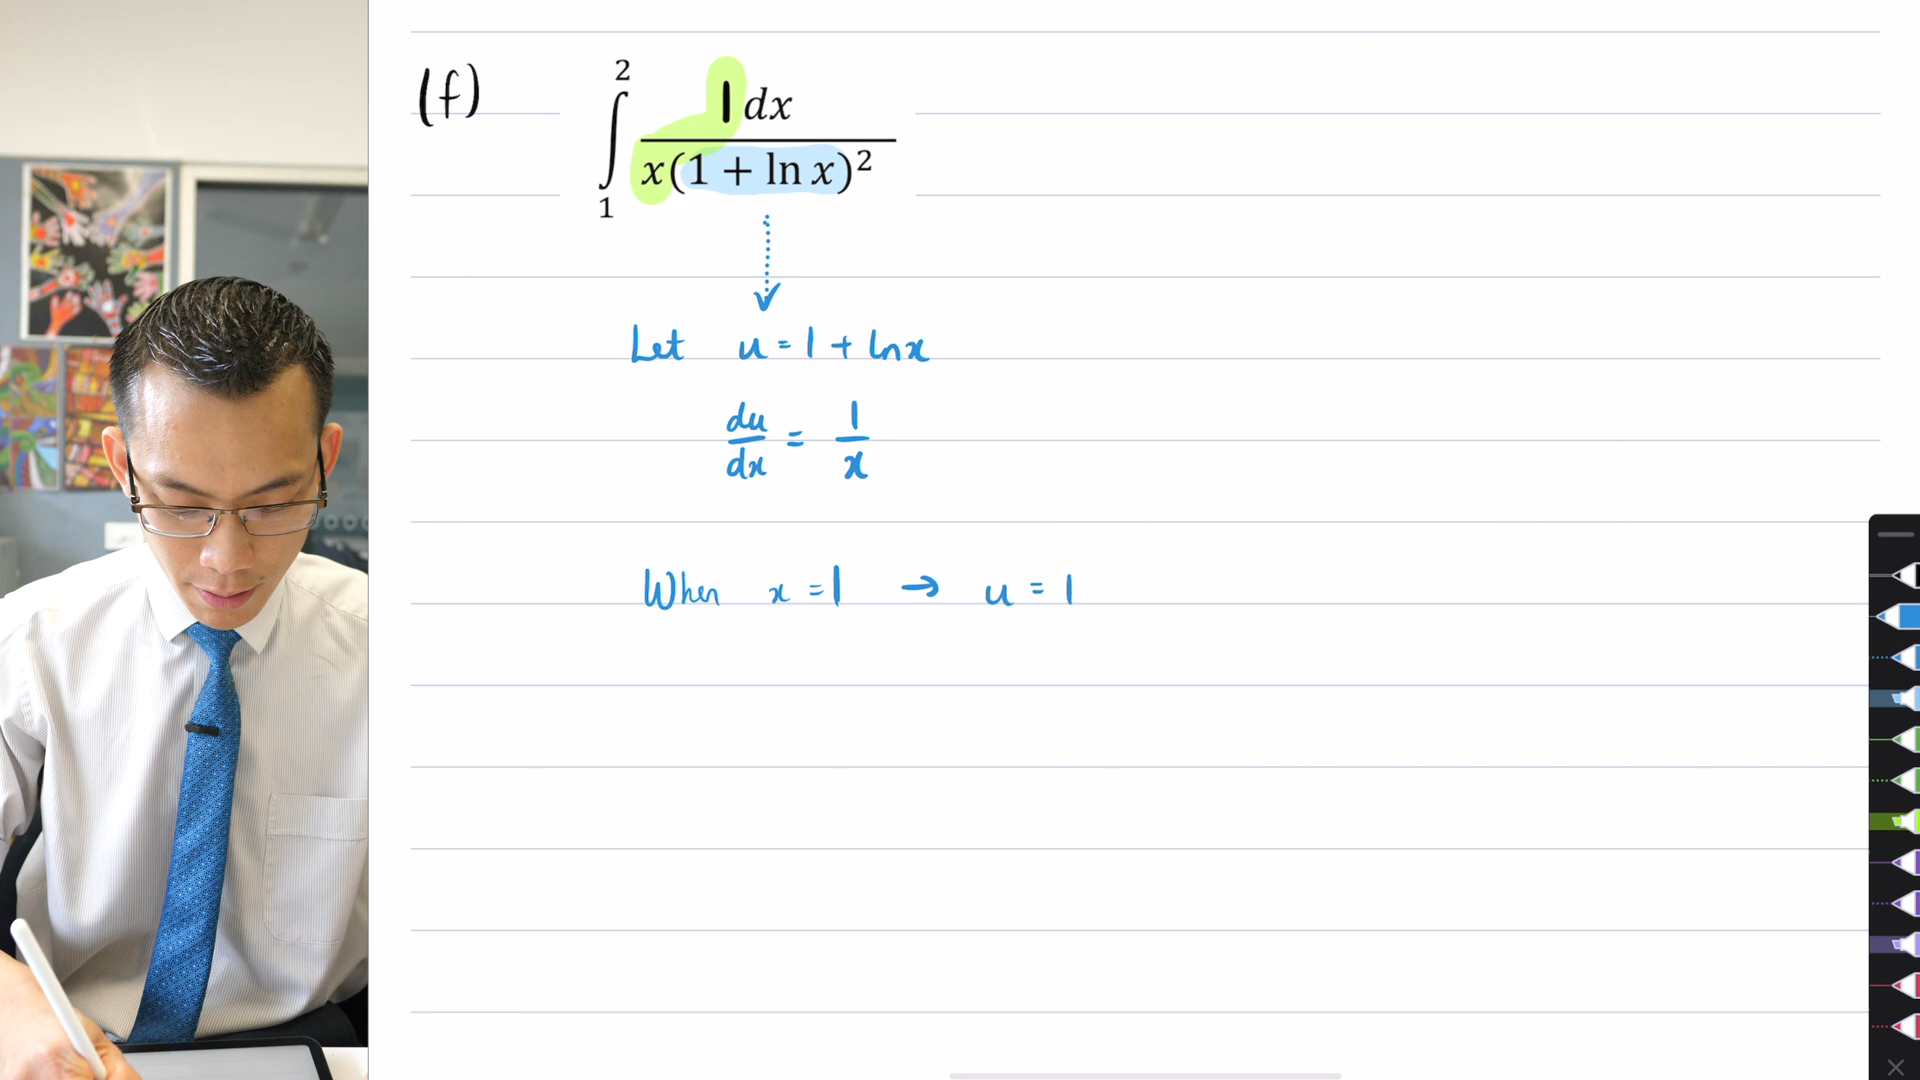 (f) ∫₁² 1 dx / x(1 + ln x)²
Let u = 1 + ln x
du/dx = 1/x
When x = 1 → u = 1